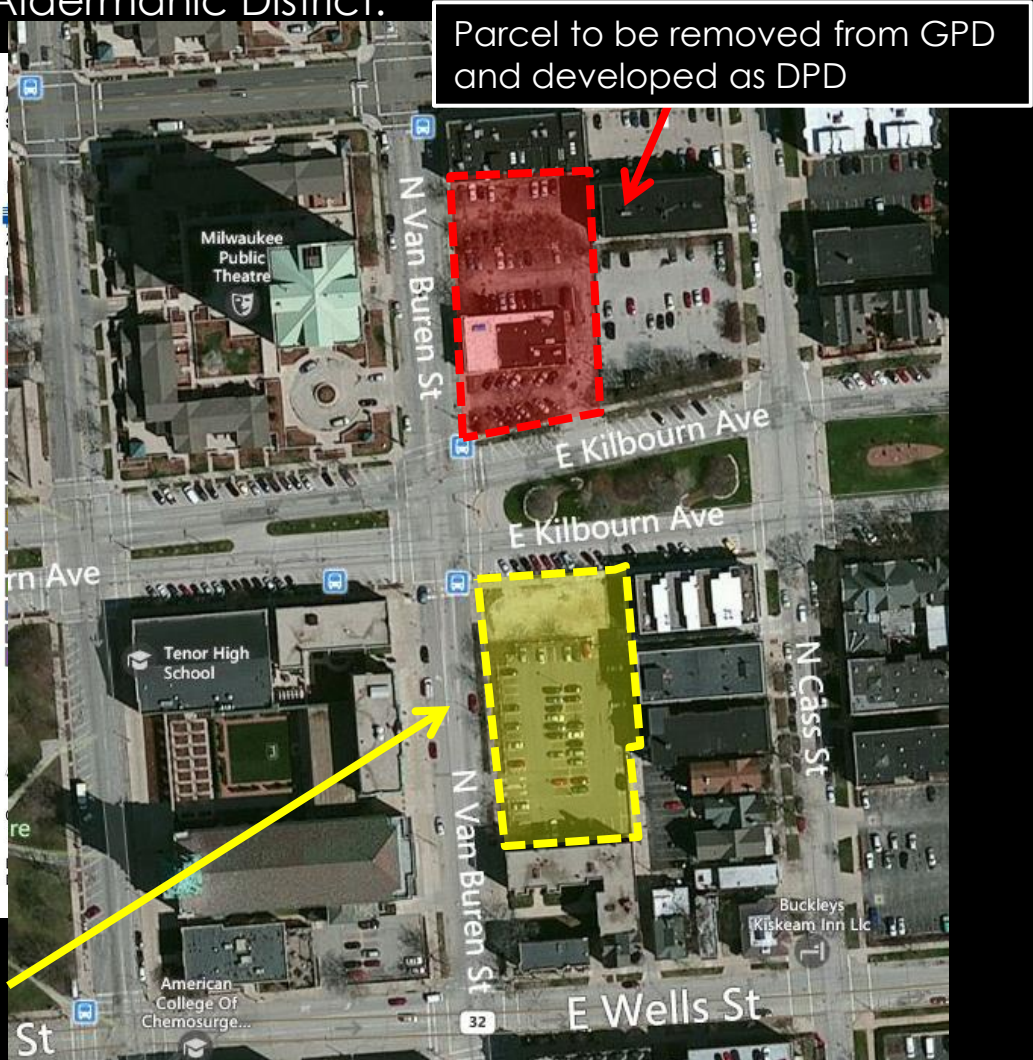 Aldermanic District.
Parcel to be removed from GPD
and developed as DPD
N Van Buren St
Milwaukee
Public
Theatre
E Kilbourn Ave
E Kilbourn Ave
rn Ave
Tenor High
School
N Cass St
N Van Buren St
re
Buckleys
Kiskeam Inn Llc
American
College Of
Chemosurge...
32
E Wells St
St